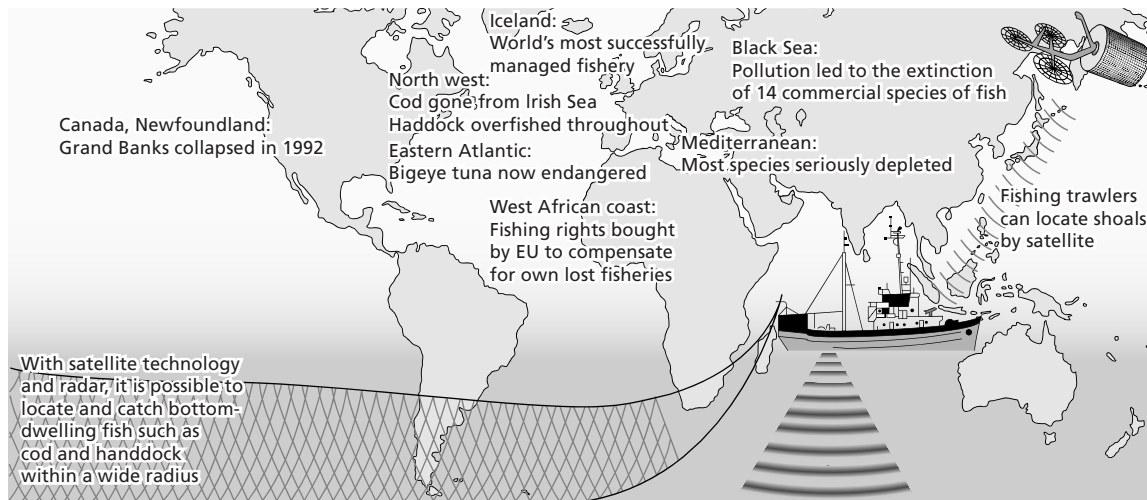 Iceland:
World's most successfully
managed fishery
Black Sea:
Pollution led to the extinction
of 14 commercial species of fish
North west:
Cod gone from Irish Sea
Haddock overfished throughout
Canada, Newfoundland:
Grand Banks collapsed in 1992
Eastern Atlantic:
Bigeye tuna now endangered
Mediterranean:
Most species seriously depleted
West African coast:
Fishing rights bought
by EU to compensate
for own lost fisheries
Fishing trawlers
can locate shoals
by satellite
With satellite technology
and radar, it is possible to
locate and catch bottom-
dwelling fish such as
cod and handdock
within a wide radius